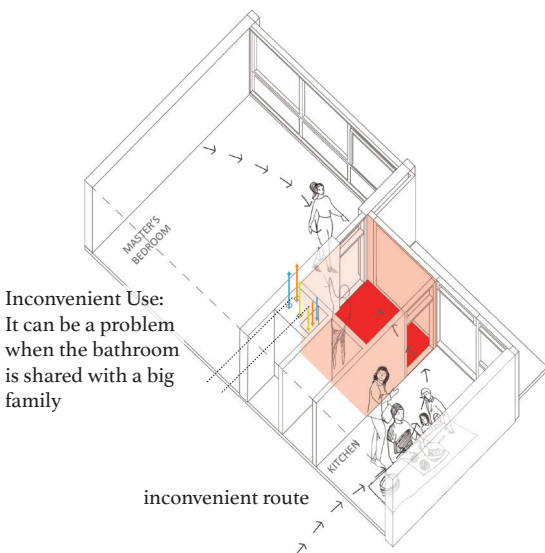 MASTER'S
BEDROOM
Inconvenient Use:
It can be a problem
when the bathroom
is shared with a big
family
KITCHEN
inconvenient route